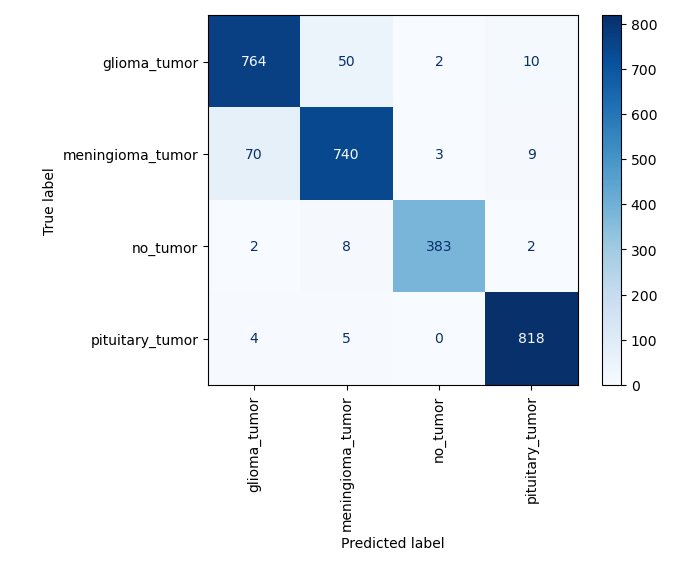 glioma_tumor 764 50 2 10
meningioma_tumor 70 740 3 9
no_tumor 2 8 383 2
pituitary_tumor 4 5 0 818
True label
glioma_tumor
meningioma_tumor
no_tumor
pituitary_tumor
Predicted label
800
700
600
500
400
300
200
100
0